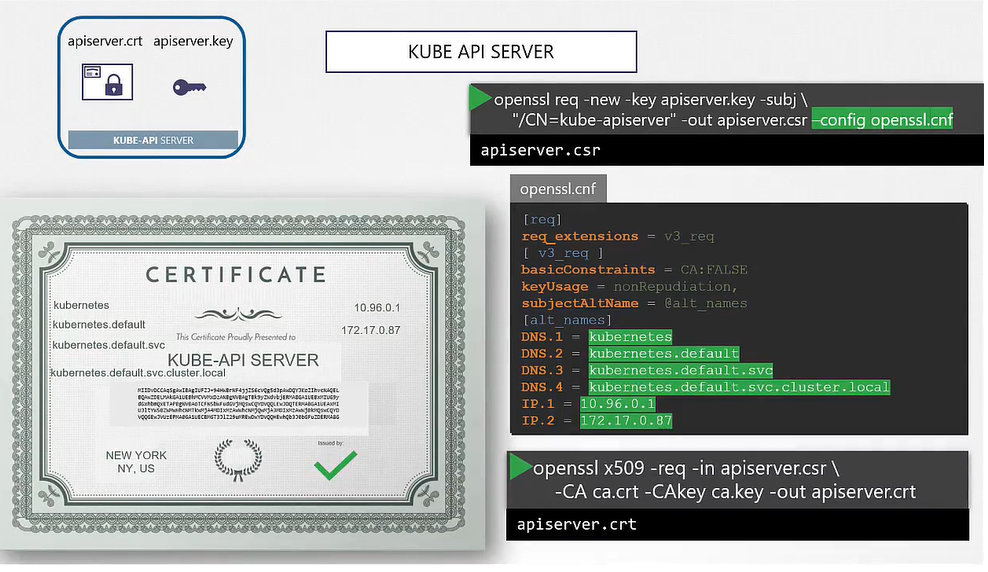 apiserver.crt apiserver.key
KUBE-API SERVER
KUBE API SERVER
openssl req -new -key apiserver.key -subj \
"/CN=kube-apiserver" -out apiserver.csr –config openssl.cnf
apiserver.csr
openssl.cnf
[req]
req_extensions = v3_req
[ v3_req ]
basicConstraints = CA:FALSE
keyUsage = nonRepudiation,
subjectAltName = @alt_names
[alt_names]
DNS.1 = kubernetes
DNS.2 = kubernetes.default
DNS.3 = kubernetes.default.svc
DNS.4 = kubernetes.default.svc.cluster.local
IP.1 = 10.96.0.1
IP.2 = 172.17.0.87
openssl x509 -req -in apiserver.csr \
-CA ca.crt -CAkey ca.key -out apiserver.crt
apiserver.crt
CERTIFICATE
kubernetes
10.96.0.1
kubernetes.default
172.17.0.87
This Certificate Proudly Presented to
kubernetes.default.svc
KUBE-API SERVER
kubernetes.default.svc.cluster.local
Issued by:
NEW YORK
NY, US